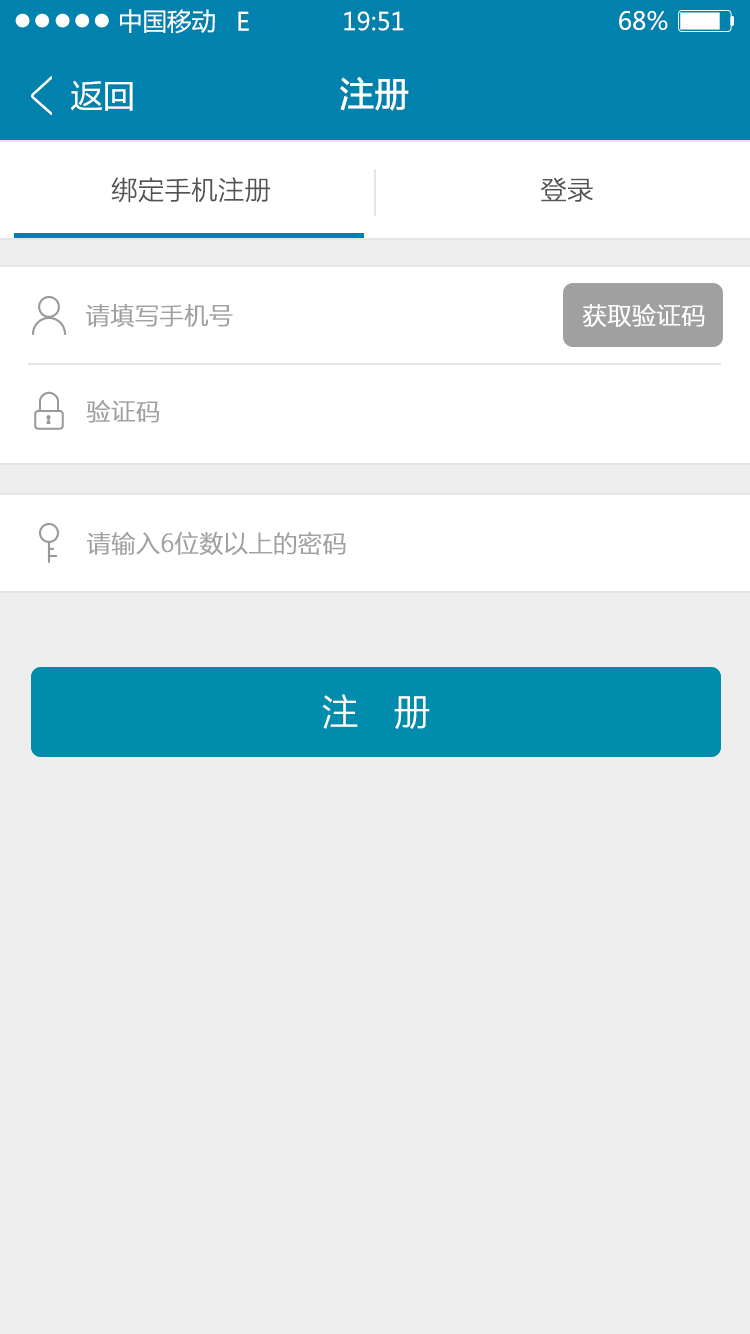 中国移动 E 19:51 68%
返回 注册
绑定手机注册 登录
请填写手机号 获取验证码
验证码
请输入6位数以上的密码
注 册